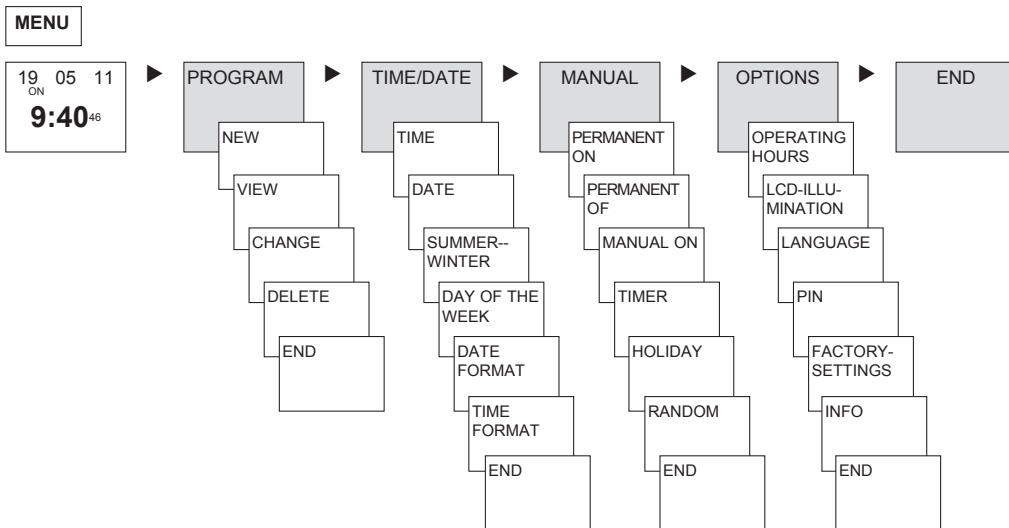 MENU
19 05 11
ON
9:40 46
PROGRAM
NEW
VIEW
CHANGE
DELETE
END
TIME/DATE
TIME
DATE
SUMMER--
WINTER
DAY OF THE
WEEK
DATE
FORMAT
TIME
FORMAT
END
MANUAL
PERMANENT
ON
PERMANENT
OF
MANUAL ON
TIMER
HOLIDAY
RANDOM
END
OPTIONS
OPERATING
HOURS
LCD-ILLU-
MINATION
LANGUAGE
PIN
FACTORY-
SETTINGS
INFO
END
END